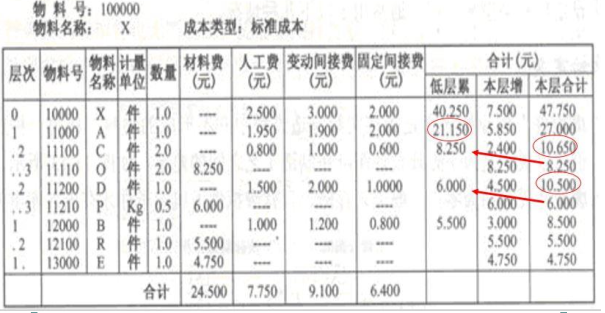 物料号：100000
物料名称： X 成本类型：标准成本
层次 物料号 物料名称 计量单位 数量 材料费(元) 人工费(元) 变动间接费(元) 固定间接费(元) 合计(元)
低层累 本层增 本层合计
0 10000 X 件 1.0 ---- 2.500 3.000 2.000 40.250 7.500 47.750
1 11000 A 件 1.0 ---- 1.950 1.900 2.000 21.150 5.850 27.000
.2 11100 C 件 2.0 ---- 0.800 1.000 0.600 8.250 2.400 10.650
..3 11110 O 件 2.0 8.250 ---- ---- ---- 8.250 8.250
.2 11200 D 件 1.0 ---- 1.500 2.000 1.0000 6.000 4.500 10.500
..3 11210 P Kg 0.5 6.000 ---- ---- ---- 6.000 6.000
1 12000 B 件 1.0 ---- 1.000 1.200 0.800 5.500 3.000 8.500
.2 12100 R 件 1.0 5.500 ---- ---- ---- 5.500 5.500
1. 13000 E 件 1.0 4.750 ---- ---- ---- 4.750 4.750
合计 24.500 7.750 9.100 6.400